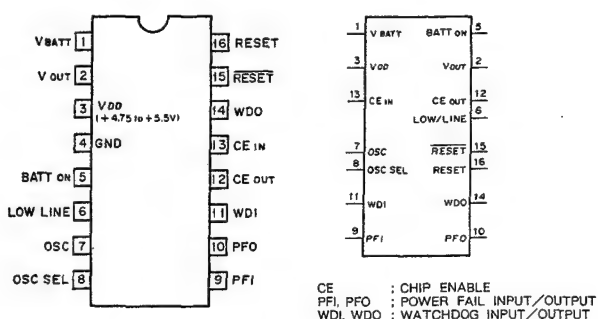 VBATT 1
16 RESET
VOUT 2
15 RESET
3 VDD
(+4.75 to +5.5V)
14 WDO
4 GND
13 CE IN
BATT ON 5
12 CE OUT
LOW LINE 6
11 WDI
OSC 7
10 PFO
OSC SEL 8
9 PFI
1 V BATT
BATT ON 5
3 VDD
VOUT 2
13 CE IN
CE OUT 12
LOW/LINE 6
7 OSC
RESET 15
8 OSC SEL
RESET 16
11 WDI
WDO 14
9 PFI
PFO 10
CE ; CHIP ENABLE
PFI, PFO ; POWER FAIL INPUT/OUTPUT
WDI, WDO ; WATCHDOG INPUT/OUTPUT